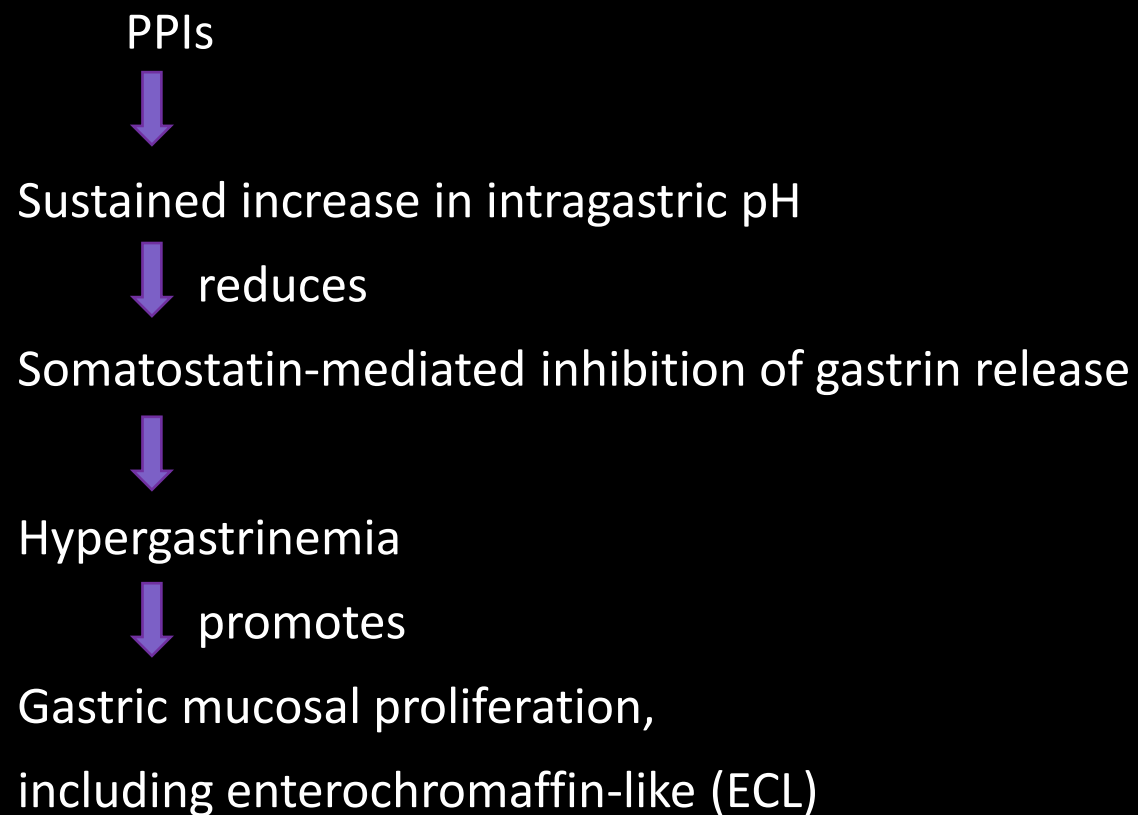 PPIs
Sustained increase in intragastric pH
reduces
Somatostatin-mediated inhibition of gastrin release
Hypergastrinemia
promotes
Gastric mucosal proliferation,
including enterochromaffin-like (ECL)